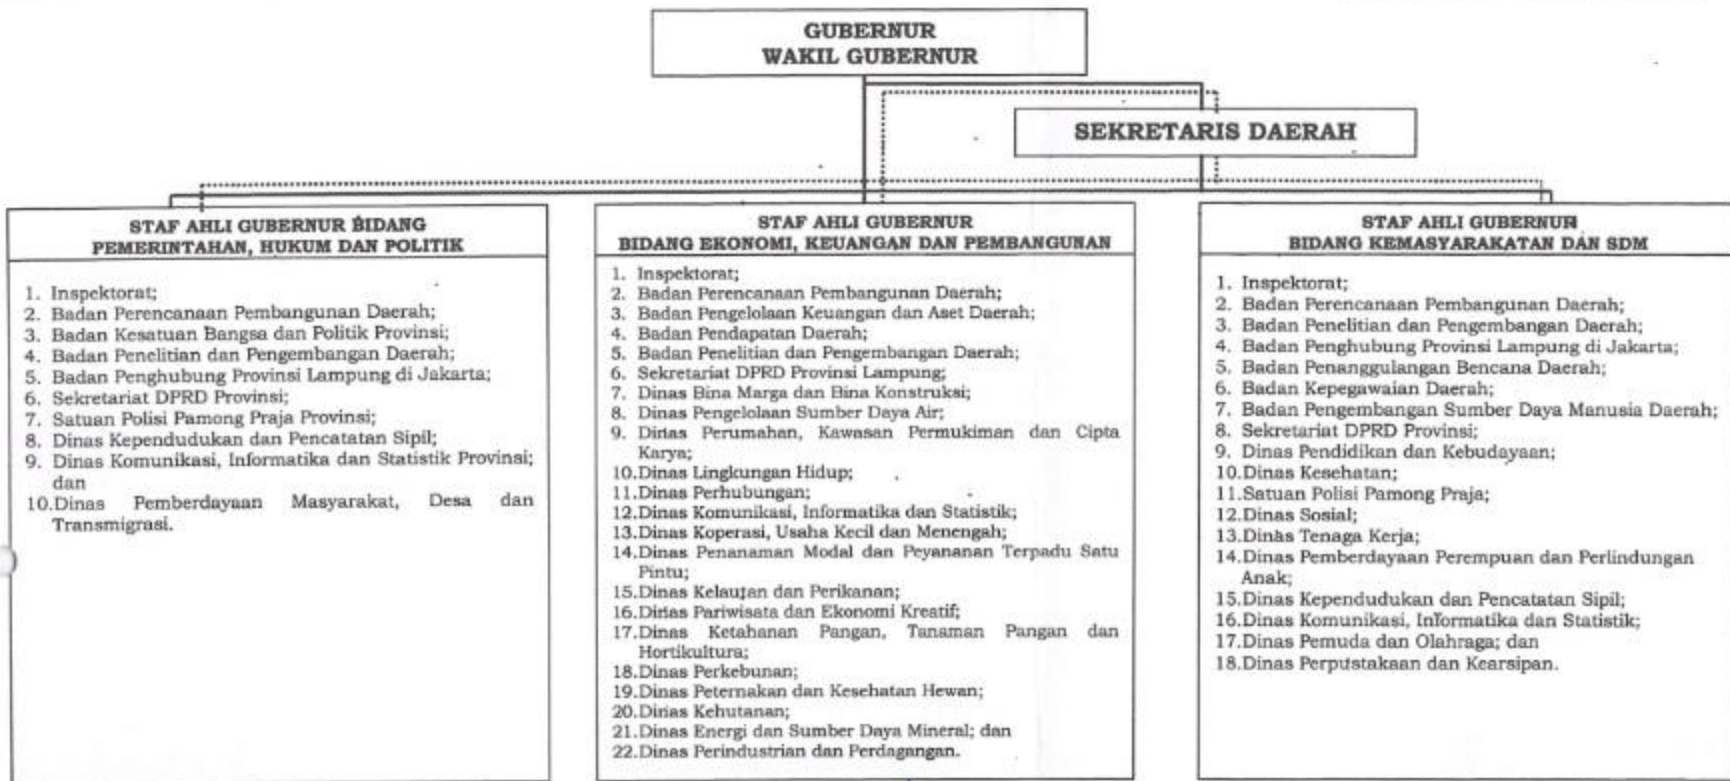 GUBERNUR
WAKIL GUBERNUR
SEKRETARIS DAERAH
STAF AHLI GUBERNUR BIDANG
PEMERINTAHAN, HUKUM DAN POLITIK
1. Inspektorat;
2. Badan Perencanaan Pembangunan Daerah;
3. Badan Kesatuan Bangsa dan Politik Provinsi;
4. Badan Penelitian dan Pengembangan Daerah;
5. Badan Penghubung Provinsi Lampung di Jakarta;
6. Sekretariat DPRD Provinsi;
7. Satuan Polisi Pamong Praja Provinsi;
8. Dinas Kependudukan dan Pencatatan Sipil;
9. Dinas Komunikasi, Informatika dan Statistik Provinsi;
dan
10.Dinas Pemberdayaan Masyarakat, Desa dan
Transmigrasi.
STAF AHLI GUBERNUR
BIDANG EKONOMI, KEUANGAN DAN PEMBANGUNAN
1. Inspektorat;
2. Badan Perencanaan Pembangunan Daerah;
3. Badan Pengelolaan Keuangan dan Aset Daerah;
4. Badan Pendapatan Daerah;
5. Badan Penelitian dan Pengembangan Daerah;
6. Sekretariat DPRD Provinsi Lampung;
7. Dinas Bina Marga dan Bina Konstruksi;
8. Dinas Pengelolaan Sumber Daya Air;
9. Dinas Perumahan, Kawasan Permukiman dan Cipta
Karya;
10.Dinas Lingkungan Hidup;
11.Dinas Perhubungan;
12.Dinas Komunikasi, Informatika dan Statistik;
13.Dinas Koperasi, Usaha Kecil dan Menengah;
14.Dinas Penanaman Modal dan Peyananan Terpadu Satu
Pintu;
15.Dinas Kelautan dan Perikanan;
16.Dinas Pariwisata dan Ekonomi Kreatif;
17.Dinas Ketahanan Pangan, Tanaman Pangan dan
Hortikultura;
18.Dinas Perkebunan;
19.Dinas Peternakan dan Kesehatan Hewan;
20.Dinas Kehutanan;
21.Dinas Energi dan Sumber Daya Mineral; dan
22.Dinas Perindustrian dan Perdagangan.
STAF AHLI GUBERNUR
BIDANG KEMASYARAKATAN DAN SDM
1. Inspektorat;
2. Badan Perencanaan Pembangunan Daerah;
3. Badan Penelitian dan Pengembangan Daerah;
4. Badan Penghubung Provinsi Lampung di Jakarta;
5. Badan Penanggulangan Bencana Daerah;
6. Badan Kepegawaian Daerah;
7. Badan Pengembangan Sumber Daya Manusia Daerah;
8. Sekretariat DPRD Provinsi;
9. Dinas Pendidikan dan Kebudayaan;
10.Dinas Kesehatan;
11.Satuan Polisi Pamong Praja;
12.Dinas Sosial;
13.Dinas Tenaga Kerja;
14.Dinas Pemberdayaan Perempuan dan Perlindungan
Anak;
15.Dinas Kependudukan dan Pencatatan Sipil;
16.Dinas Komunikasi, Informatika dan Statistik;
17.Dinas Pemuda dan Olahraga; dan
18.Dinas Perpustakaan dan Kearsipan.